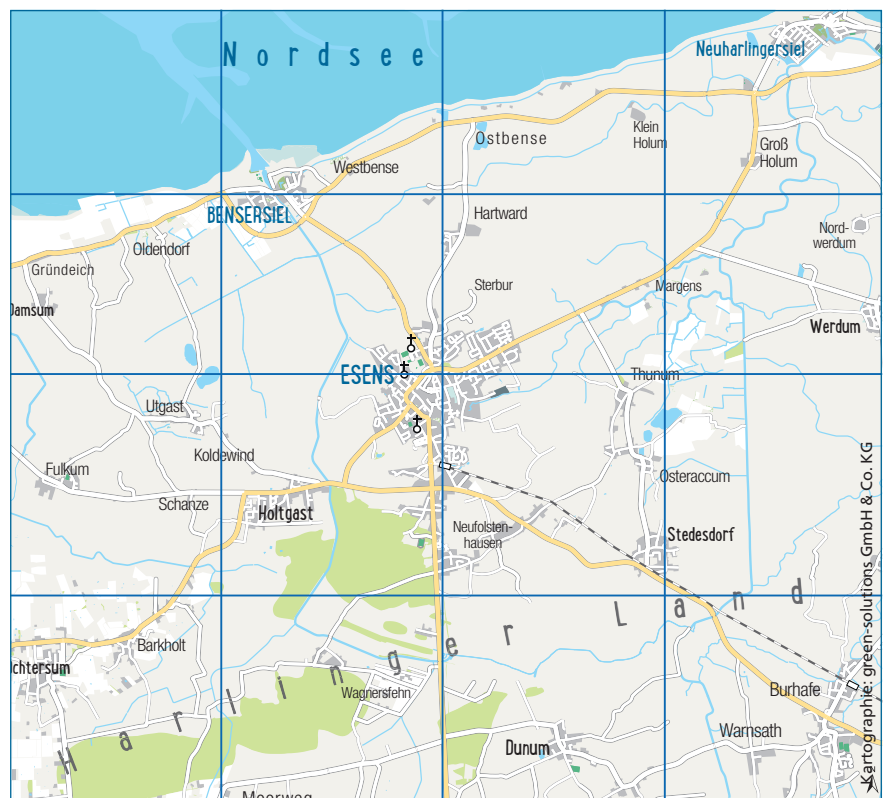 Nordsee
Neuharlingersiel
Klein
Holum
Ostbense
Groß
Holum
Westbense
BENSERSIEL
Hartward
Nord-
werdum
Oldendorf
Gründeich
Sterbur
Margens
Damsum
Werdum
ESENS
Thunum
Utgast
Koldewind
Fulkum
Osteraccum
Schanze
Holtgast
Neufolsten-
hausen
Stedesdorf
Harlinger Land
Barkholt
chtersum
Wagnersfehn
Burhafe
Warnsath
Dunum
Moorweg
Kartographie: green-solutions GmbH & Co. KG